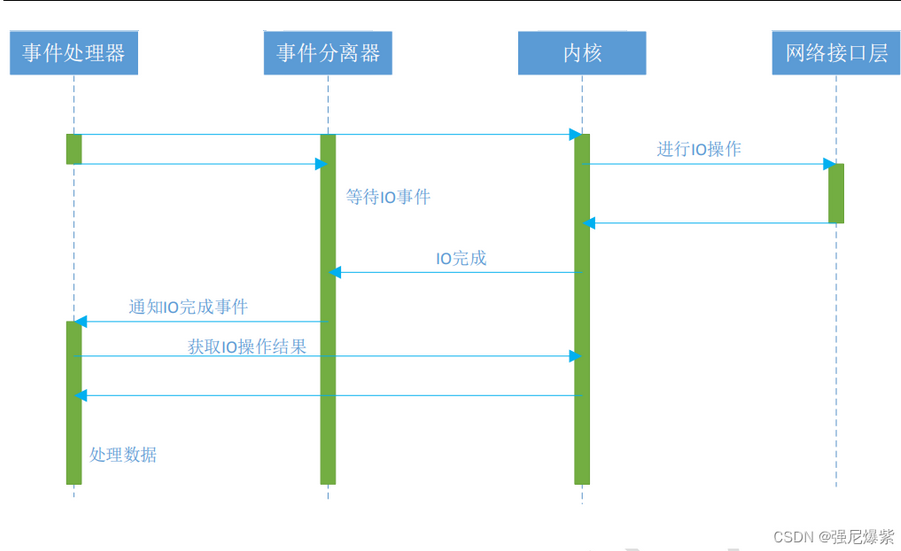 事件处理器
事件分离器
内核
网络接口层
进行IO操作
等待IO事件
IO完成
通知IO完成事件
获取IO操作结果
处理数据
CSDN @强尼爆紫